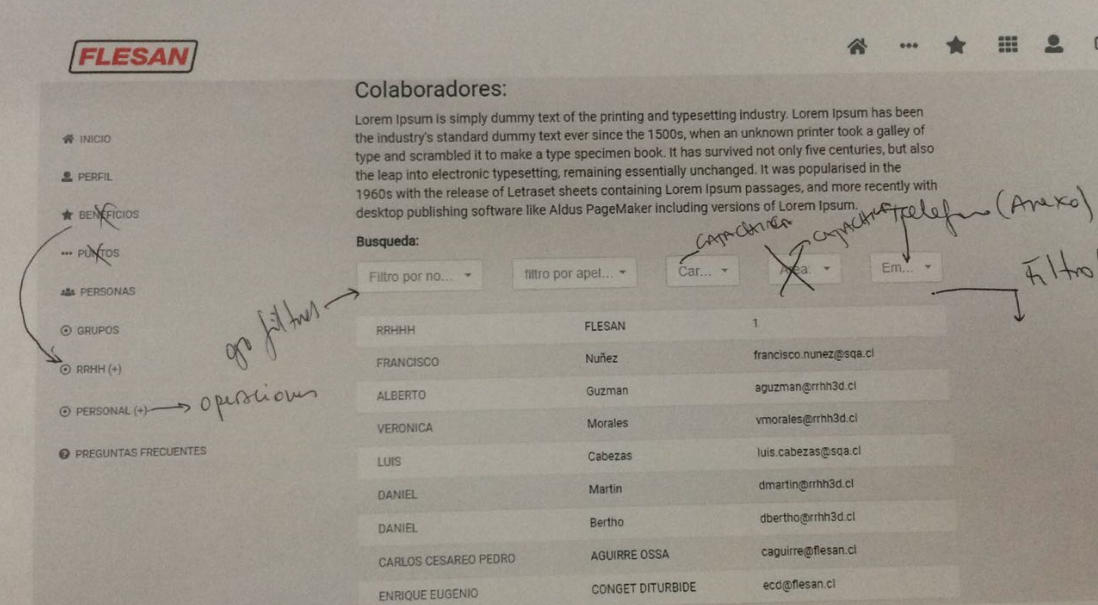 FLESAN
Colaboradores:
Lorem Ipsum is simply dummy text of the printing and typesetting industry. Lorem Ipsum has been
the industry's standard dummy text ever since the 1500s, when an unknown printer took a galley of
type and scrambled it to make a type specimen book. It has survived not only five centuries, but also
the leap into electronic typesetting, remaining essentially unchanged. It was popularised in the
1960s with the release of Letraset sheets containing Lorem Ipsum passages, and more recently with
desktop publishing software like Aldus PageMaker including versions of Lorem Ipsum.
INICIO
PERFIL
BENEFICIOS
PUNTOS
PERSONAS
GRUPOS
RRHH (+)
PERSONAL (+)
operaciones
PREGUNTAS FRECUENTES
Busqueda:
Telefono (Anexo)
Filtro por no...
filtro por apel...
Car...
Area:
Em...
Filtro
filtros
RRHHH FLESAN 1
FRANCISCO Nuñez francisco.nunez@sqa.cl
ALBERTO Guzman aguzman@rrhh3d.cl
VERONICA Morales vmorales@rrhh3d.cl
LUIS Cabezas luis.cabezas@sqa.cl
DANIEL Martin dmartin@rrhh3d.cl
DANIEL Bertho dbertho@rrhh3d.cl
CARLOS CESAREO PEDRO AGUIRRE OSSA caguirre@flesan.cl
ENRIQUE EUGENIO CONGET DITURBIDE ecd@flesan.cl